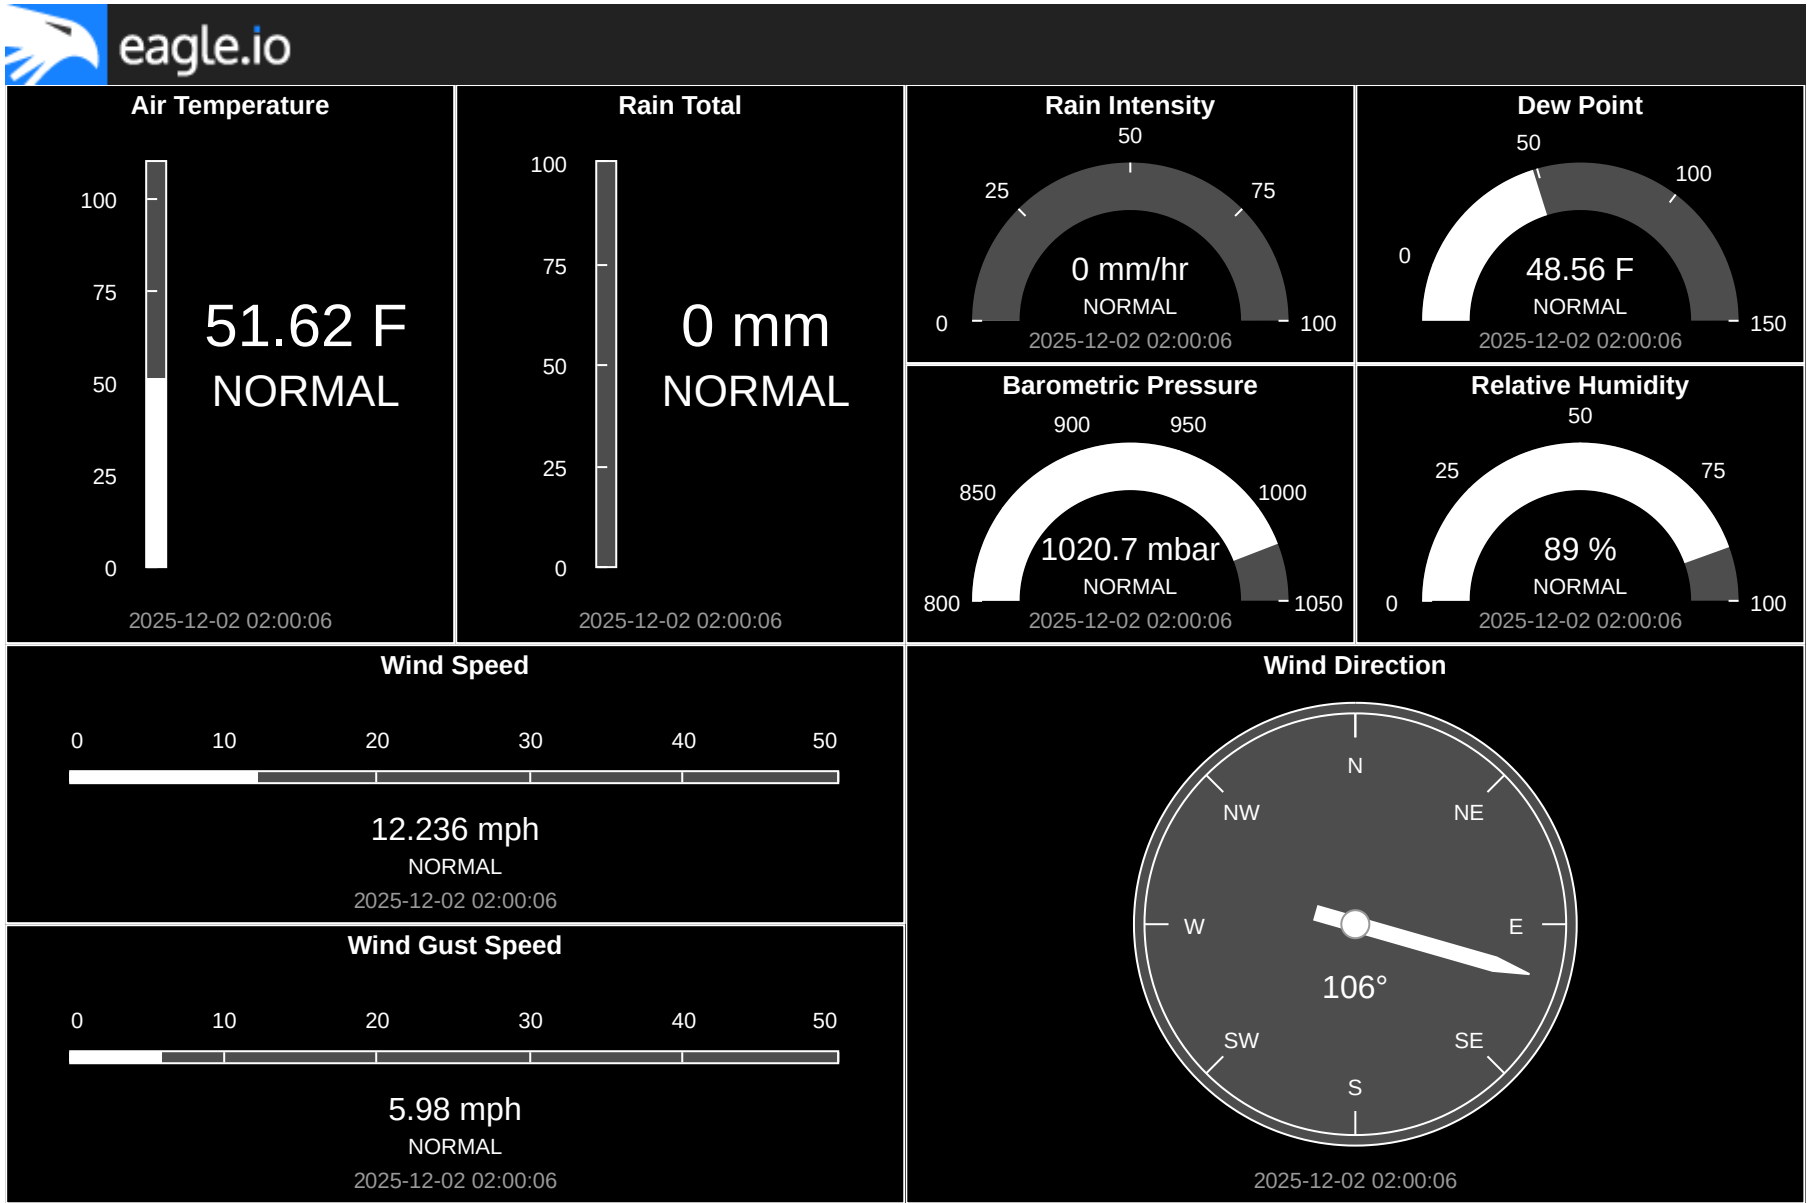 eagle.io
Air Temperature
100
75
50
25
0
51.62 F
NORMAL
2025-12-02 02:00:06
Rain Total
100
75
50
25
0
0 mm
NORMAL
2025-12-02 02:00:06
Rain Intensity
0
25
50
75
100
0 mm/hr
NORMAL
2025-12-02 02:00:06
Dew Point
0
50
100
150
48.56 F
NORMAL
2025-12-02 02:00:06
Barometric Pressure
800
850
900
950
1000
1050
1020.7 mbar
NORMAL
2025-12-02 02:00:06
Relative Humidity
0
25
50
75
100
89 %
NORMAL
2025-12-02 02:00:06
Wind Speed
0 10 20 30 40 50
12.236 mph
NORMAL
2025-12-02 02:00:06
Wind Gust Speed
0 10 20 30 40 50
5.98 mph
NORMAL
2025-12-02 02:00:06
Wind Direction
N
NW NE
W E
106°
SW SE
S
2025-12-02 02:00:06